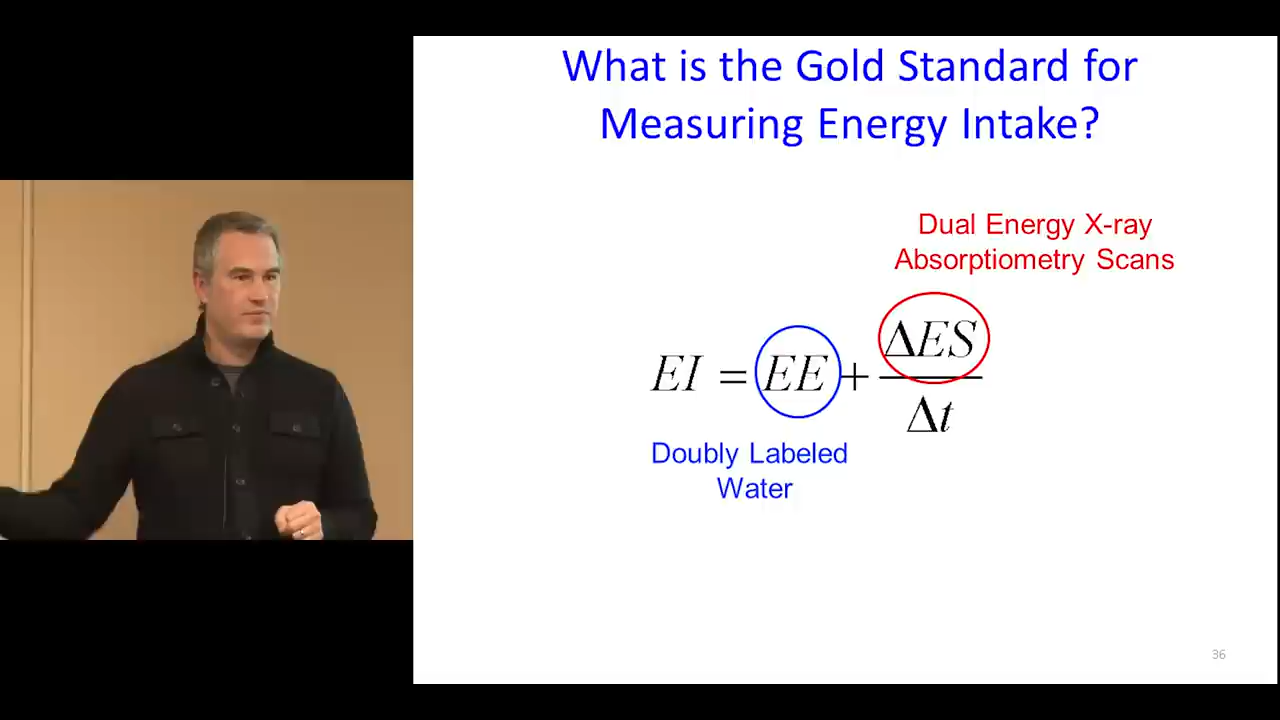 What is the Gold Standard for
Measuring Energy Intake?
Dual Energy X-ray
Absorptiometry Scans
EI = EE + ΔES
Δt
Doubly Labeled
Water
36